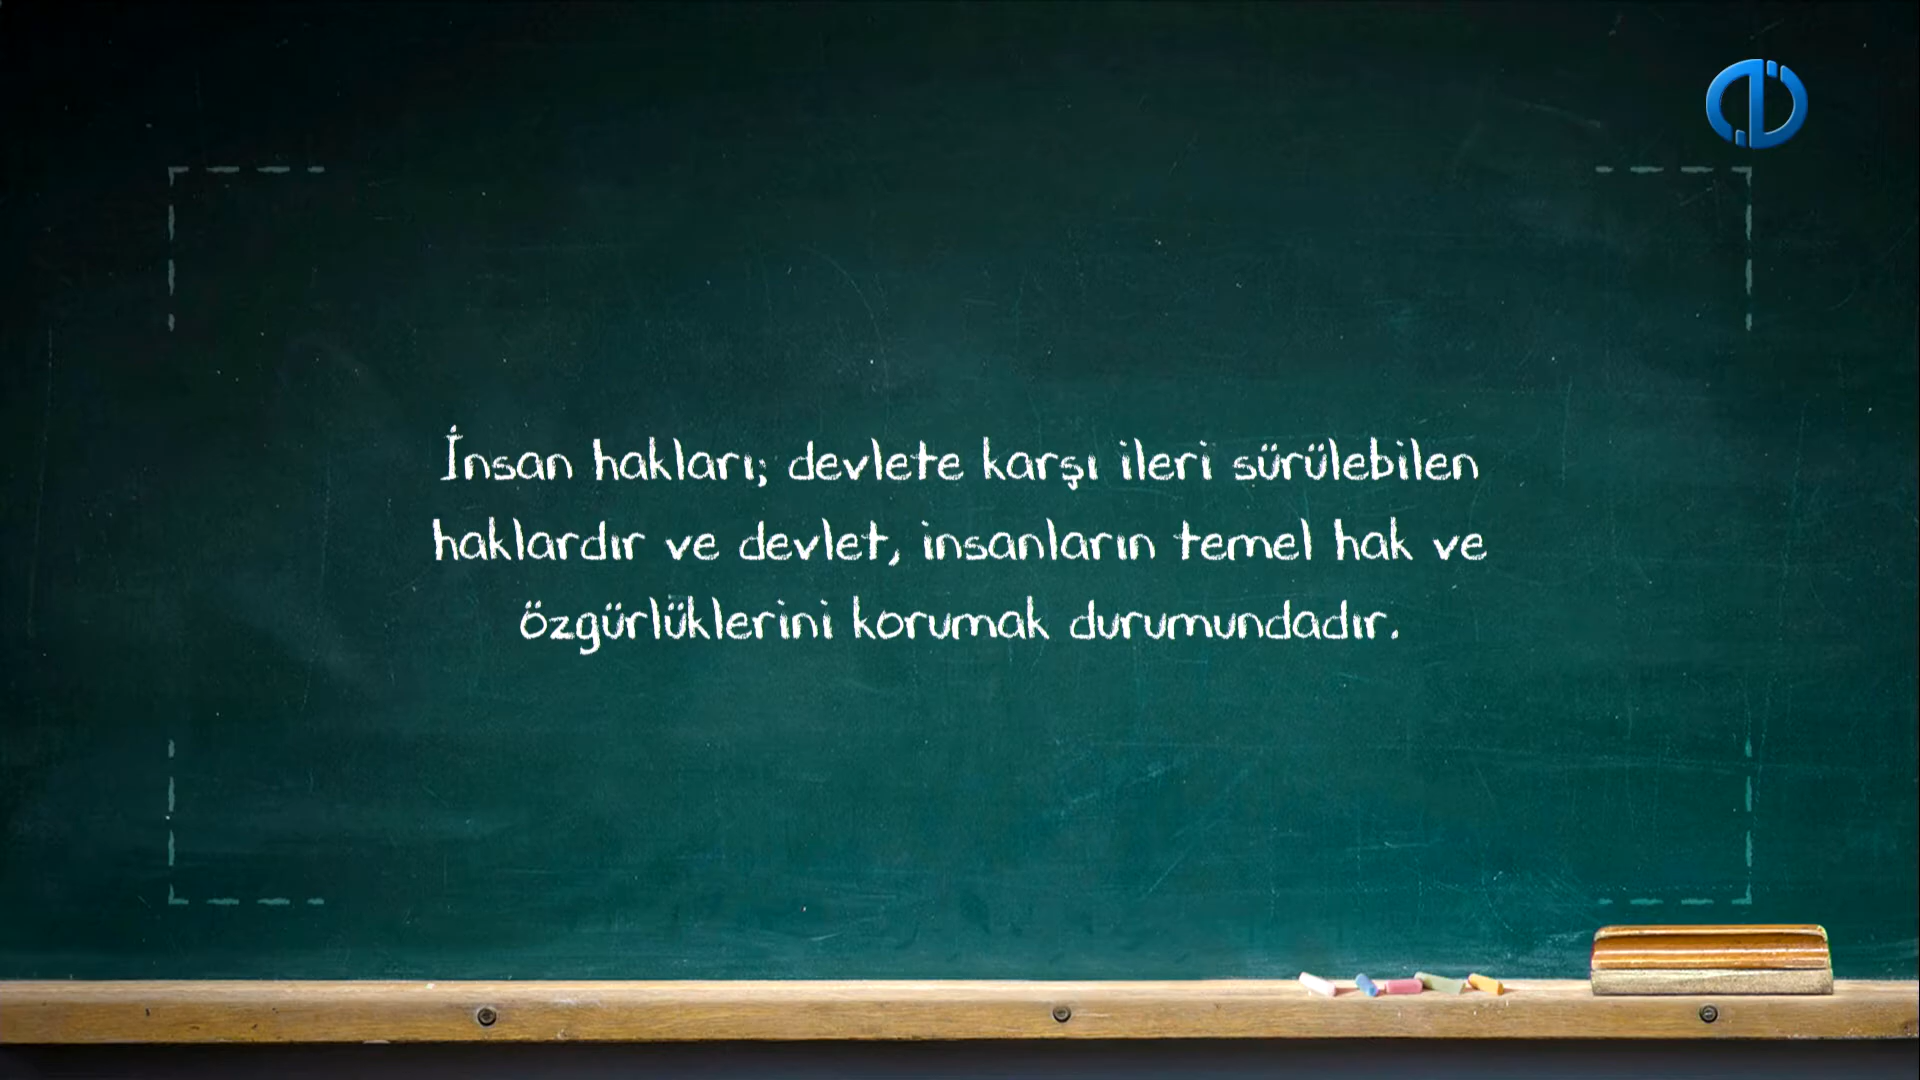 İnsan hakları; devlete karşı ileri sürülebilen
haklardır ve devlet, insanların temel hak ve
özgürlüklerini korumak durumundadır.